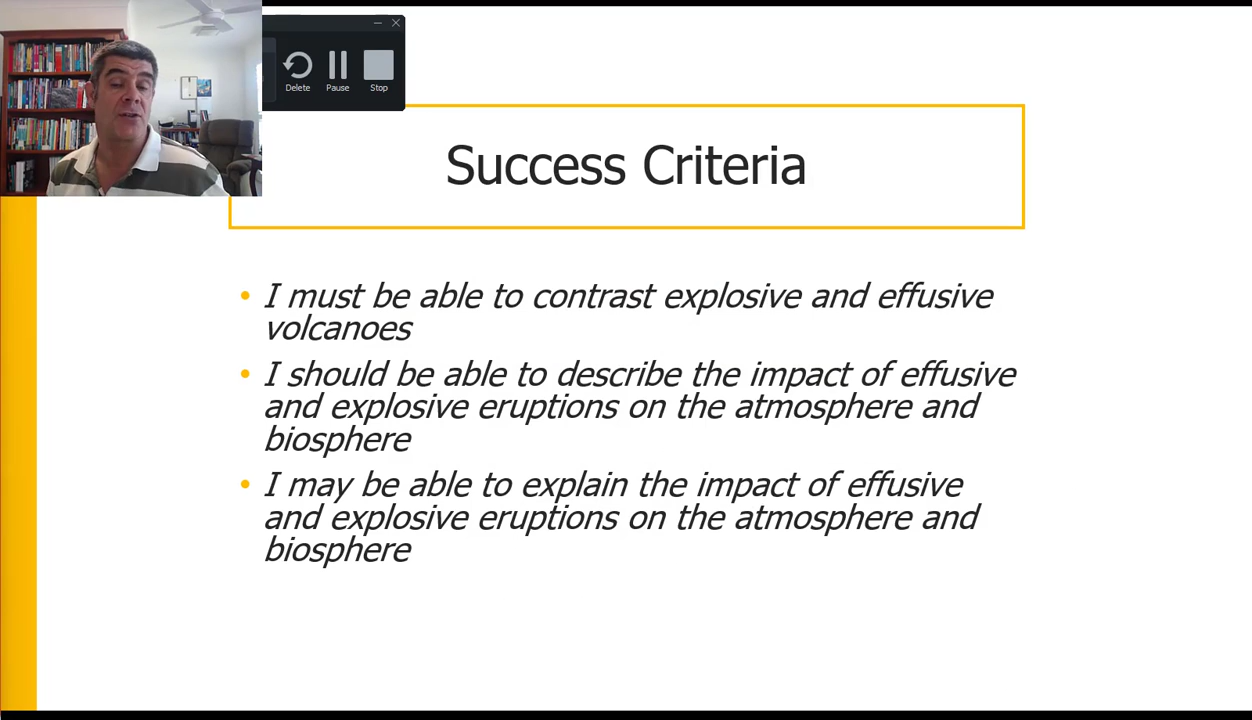 Delete
Pause
Stop
Success Criteria
• I must be able to contrast explosive and effusive
volcanoes
• I should be able to describe the impact of effusive
and explosive eruptions on the atmosphere and
biosphere
• I may be able to explain the impact of effusive
and explosive eruptions on the atmosphere and
biosphere